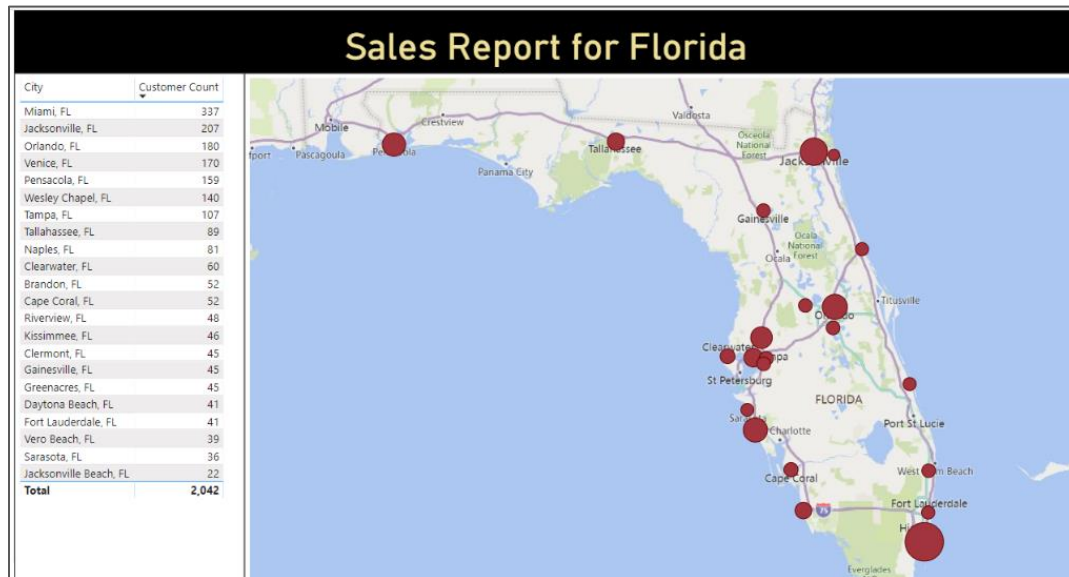 Sales Report for Florida
City Customer Count
Miami, FL 337
Jacksonville, FL 207
Orlando, FL 180
Venice, FL 170
Pensacola, FL 159
Wesley Chapel, FL 140
Tampa, FL 107
Tallahassee, FL 89
Naples, FL 81
Clearwater, FL 60
Brandon, FL 52
Cape Coral, FL 52
Riverview, FL 48
Kissimmee, FL 46
Clermont, FL 45
Gainesville, FL 45
Greenacres, FL 45
Daytona Beach, FL 41
Fort Lauderdale, FL 41
Vero Beach, FL 39
Sarasota, FL 36
Jacksonville Beach, FL 22
Total 2,042
Valdosta
Crestview
Mobile
Osceola
National
Forest
Pascagoula
Tallahassee
Jacksonville
Panama City
Gainesville
Ocala
National
Forest
Ocala
Titusville
Clearwater
St Petersburg
FLORIDA
Charlotte
Port St Lucie
Cape Coral
Fort Lauderdale
75
Everglades